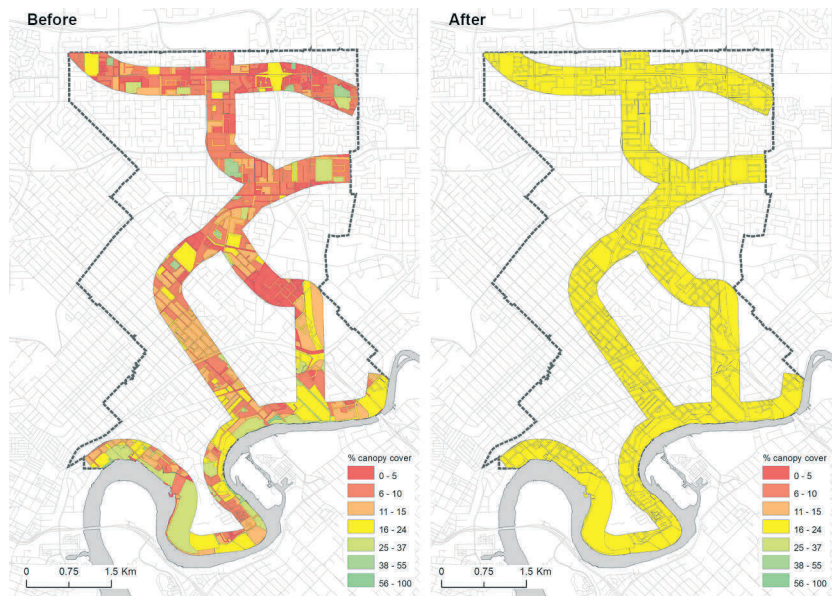 Before
% canopy cover
0 - 5
6 - 10
11 - 15
16 - 24
25 - 37
38 - 55
56 - 100
0 0.75 1.5 Km
After
% canopy cover
0 - 5
6 - 10
11 - 15
16 - 24
25 - 37
38 - 55
56 - 100
0 0.75 1.5 Km